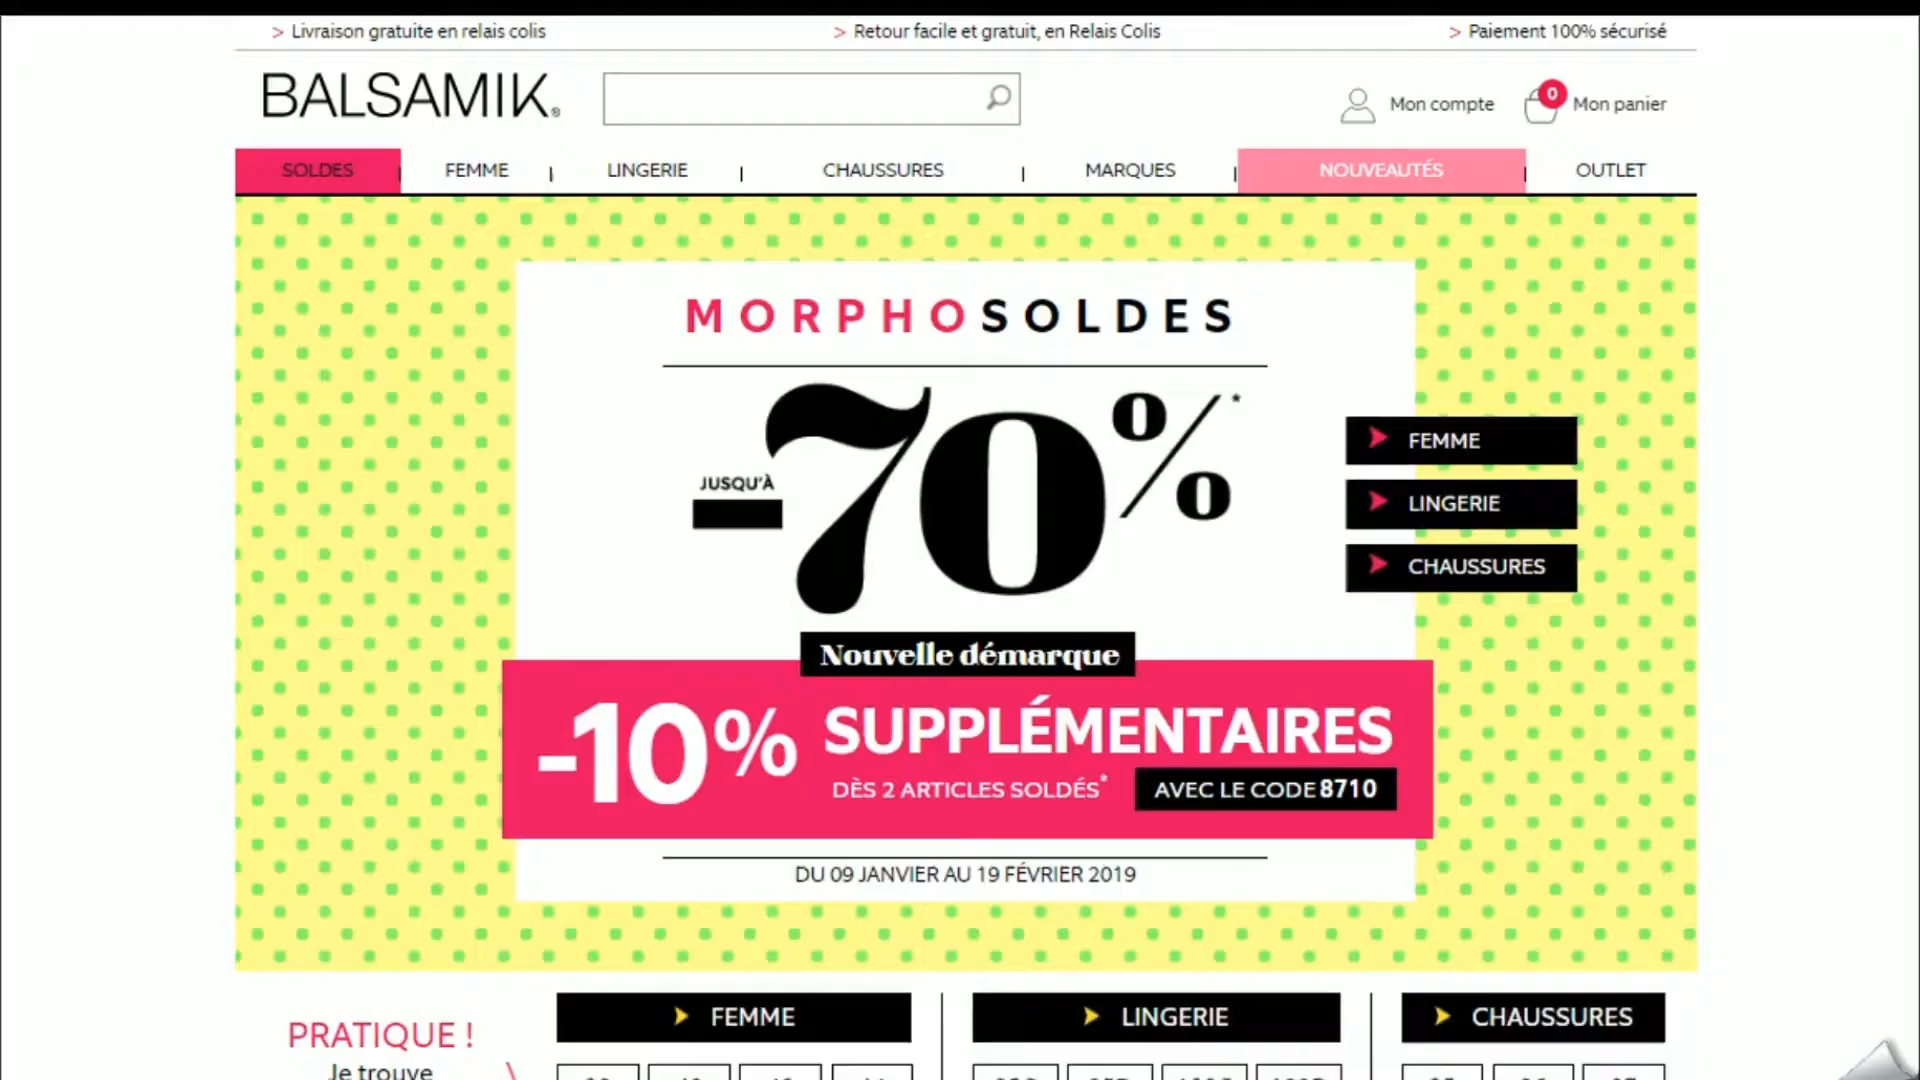 > Livraison gratuite en relais colis
> Retour facile et gratuit, en Relais Colis
> Paiement 100% sécurisé
BALSAMIK®
Mon compte
0
Mon panier
SOLDES
FEMME
LINGERIE
CHAUSSURES
MARQUES
NOUVEAUTÉS
OUTLET
MORPHOSOLDES
JUSQU'À
-70%*
FEMME
LINGERIE
CHAUSSURES
Nouvelle démarque
-10% SUPPLÉMENTAIRES
DÈS 2 ARTICLES SOLDÉS*
AVEC LE CODE 8710
DU 09 JANVIER AU 19 FÉVRIER 2019
PRATIQUE !
Je trouve
FEMME
LINGERIE
CHAUSSURES